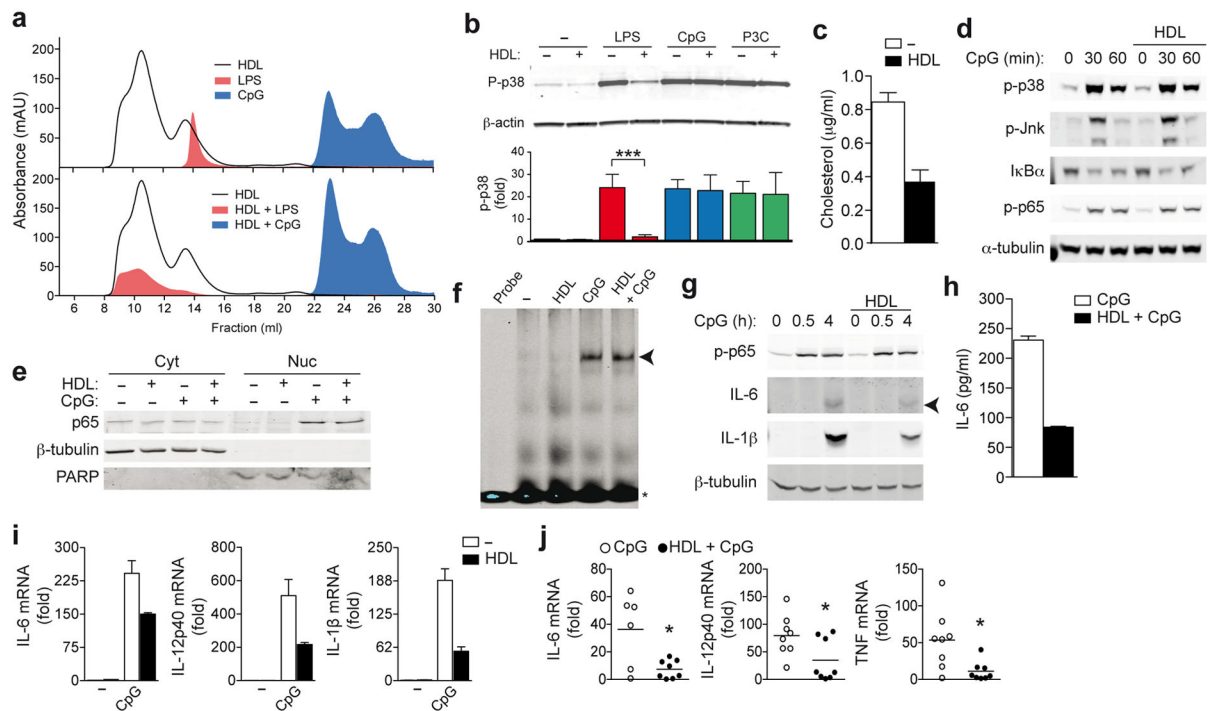 a
Absorbance (mAU)
200
150
100
50
0
HDL
LPS
CpG
200
150
100
50
0
HDL
HDL + LPS
HDL + CpG
6 8 10 12 14 16 18 20 22 24 26 28 30
Fraction (ml)
b
– LPS CpG P3C
HDL: – + – + – + – +
P-p38
β-actin
p-p38
(fold)
40
30
20
10
0
***
c
–
HDL
Cholesterol (μg/ml)
1.0
0.8
0.6
0.4
0.2
0.0
d
HDL
CpG (min): 0 30 60 0 30 60
p-p38
p-Jnk
IκBα
p-p65
α-tubulin
e
Cyt Nuc
HDL: – + – + – + – +
CpG: – – + + – – + +
p65
β-tubulin
PARP
f
Probe
–
HDL
CpG
HDL
+ CpG
*
g
HDL
CpG (h): 0 0.5 4 0 0.5 4
p-p65
IL-6
IL-1β
β-tubulin
h
CpG
HDL + CpG
IL-6 (pg/ml)
300
250
200
150
100
50
0
i
IL-6 mRNA
(fold)
300
225
150
75
0
–
CpG
IL-12p40 mRNA
(fold)
800
600
400
200
0
–
CpG
IL-1β mRNA
(fold)
250
188
125
63
0
–
CpG
–
HDL
j
CpG HDL + CpG
IL-6 mRNA
(fold)
80
60
40
20
0
*
IL-12p40 mRNA
(fold)
200
150
100
50
0
*
TNF mRNA
(fold)
150
100
50
0
*